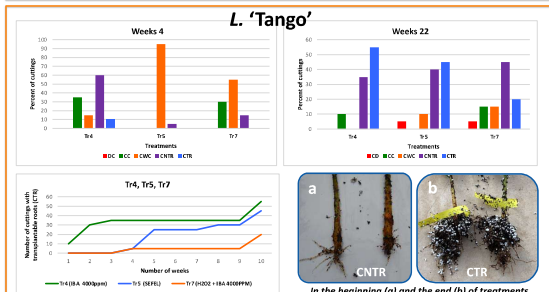 L. ‘Tango’
Weeks 4
Percent of cuttings
100
90
80
70
60
50
40
30
20
10
0
Tr4 Tr5 Tr7
Treatments
DC CC CWC CNTR CTR
Weeks 22
Percent of cuttings
60
50
40
30
20
10
0
Tr4 Tr5 Tr7
Treatments
CD CC CWC CNTR CTR
Tr4, Tr5, Tr7
Number of cuttings with
transplantable roots (CTR)
60
50
40
30
20
10
0
1 2 3 4 5 6 7 8 9 10
Number of weeks
Tr4 (IBA 4000ppm) Tr5 (SEFEL) Tr7 (H2O2 + IBA 4000PPM)
a
CNTR
b
CTR
In the beginning (a) and the end (b) of treatments